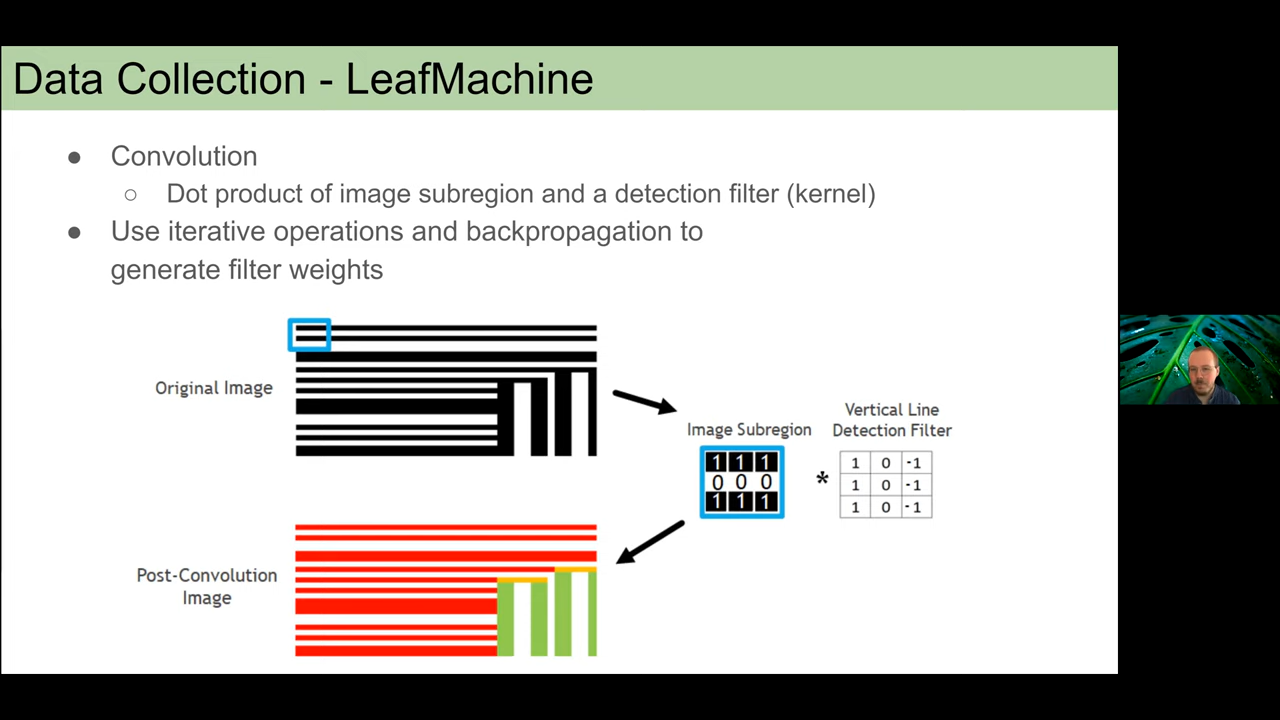 Data Collection - LeafMachine
● Convolution
○ Dot product of image subregion and a detection filter (kernel)
● Use iterative operations and backpropagation to
generate filter weights
Original Image
Image Subregion
1 1 1
0 0 0
1 1 1
*
Vertical Line
Detection Filter
1 0 -1
1 0 -1
1 0 -1
Post-Convolution
Image